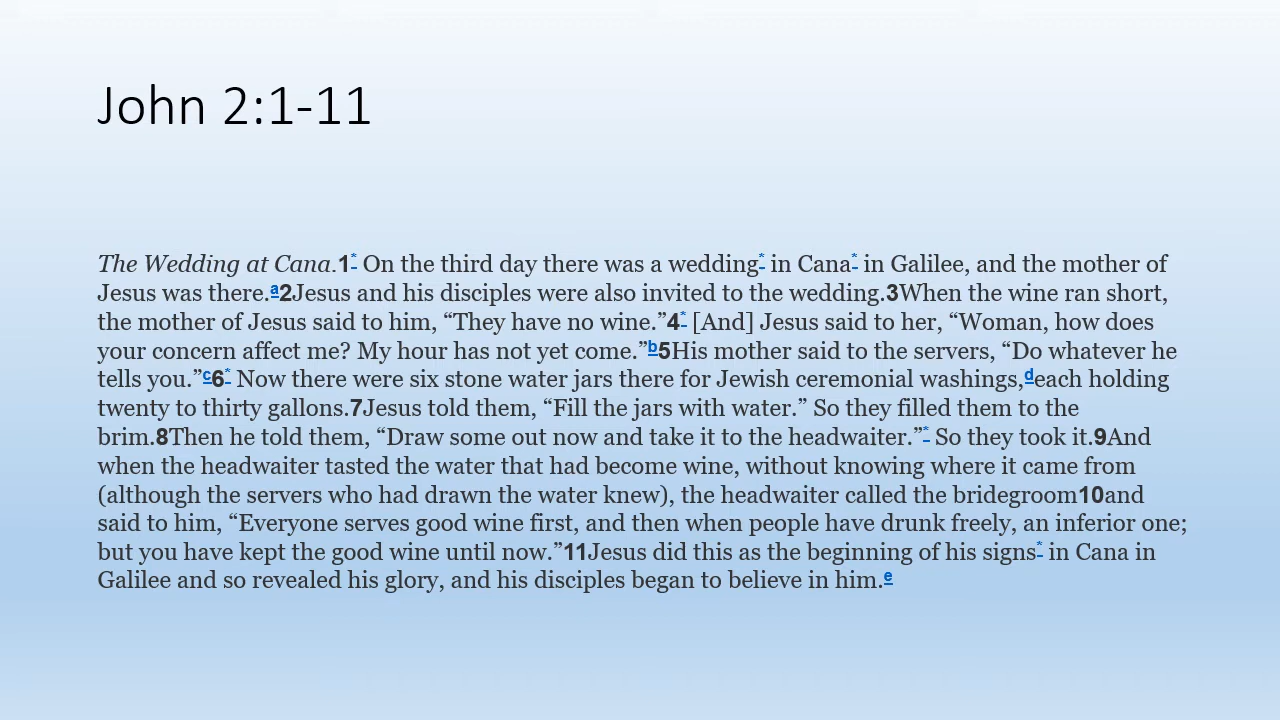 John 2:1-11
The Wedding at Cana.1* On the third day there was a wedding* in Cana* in Galilee, and the mother of
Jesus was there.a2Jesus and his disciples were also invited to the wedding.3When the wine ran short,
the mother of Jesus said to him, “They have no wine.”4* [And] Jesus said to her, “Woman, how does
your concern affect me? My hour has not yet come.”b5His mother said to the servers, “Do whatever he
tells you.”c6* Now there were six stone water jars there for Jewish ceremonial washings,deach holding
twenty to thirty gallons.7Jesus told them, “Fill the jars with water.” So they filled them to the
brim.8Then he told them, “Draw some out now and take it to the headwaiter.”* So they took it.9And
when the headwaiter tasted the water that had become wine, without knowing where it came from
(although the servers who had drawn the water knew), the headwaiter called the bridegroom10and
said to him, “Everyone serves good wine first, and then when people have drunk freely, an inferior one;
but you have kept the good wine until now.”11Jesus did this as the beginning of his signs* in Cana in
Galilee and so revealed his glory, and his disciples began to believe in him.e